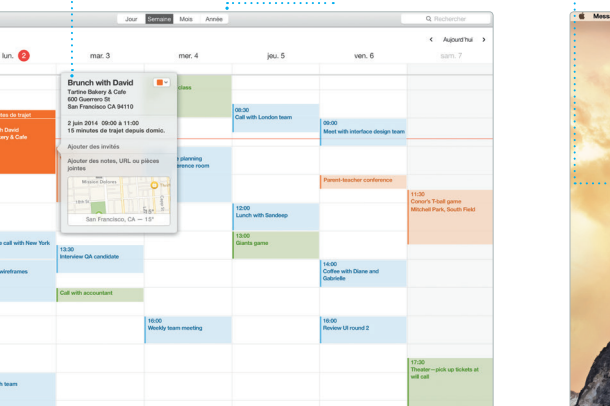 Jour Semaine Mois Année
Rechercher
Mess
< Aujourd'hui >
lun. 2 mar. 3 mer. 4 jeu. 5 ven. 6 sam. 7
Brunch with David
Tartine Bakery & Cafe
600 Guerrero St
San Francisco CA 94110
2 juin 2014 09:00 à 11:00
15 minutes de trajet depuis domic.
Ajouter des invités
Ajouter des notes, URL ou pièces
jointes
Mission Dolores
18th St
San Francisco, CA — 15°
tes de trajet
h David
ery & Cafe
class
08:30
Call with London team
09:00
Meet with interface design team
planning
erence room
Parent-teacher conference
11:30
Conor's T-ball game
Mitchell Park, South Field
12:00
Lunch with Sandeep
13:00
Giants game
call with New York
13:30
Interview QA candidate
wireframes
14:00
Coffee with Diane and
Gabrielle
Call with accountant
16:00
Weekly team meeting
16:00
Review UI round 2
17:30
Theater—pick up tickets at
will call
h team